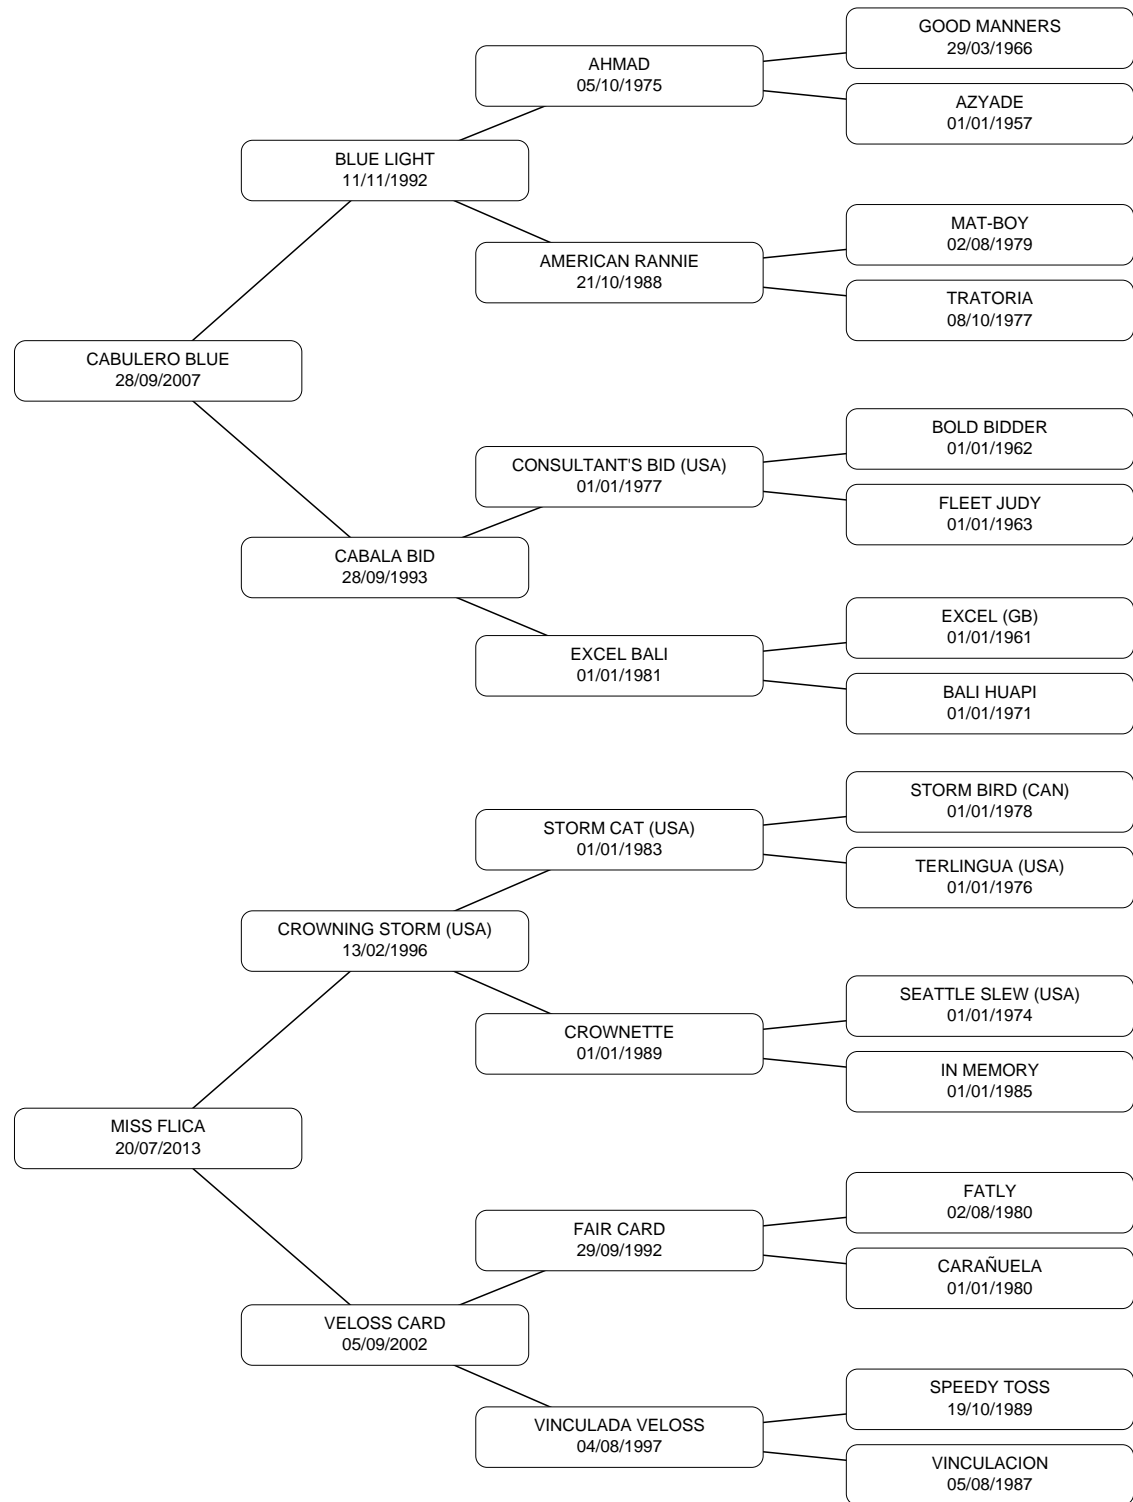 GOOD MANNERS
29/03/1966
AHMAD
05/10/1975
AZYADE
01/01/1957
BLUE LIGHT
11/11/1992
MAT-BOY
02/08/1979
AMERICAN RANNIE
21/10/1988
TRATORIA
08/10/1977
CABULERO BLUE
28/09/2007
BOLD BIDDER
01/01/1962
CONSULTANT'S BID (USA)
01/01/1977
FLEET JUDY
01/01/1963
CABALA BID
28/09/1993
EXCEL (GB)
01/01/1961
EXCEL BALI
01/01/1981
BALI HUAPI
01/01/1971
STORM BIRD (CAN)
01/01/1978
STORM CAT (USA)
01/01/1983
TERLINGUA (USA)
01/01/1976
CROWNING STORM (USA)
13/02/1996
SEATTLE SLEW (USA)
01/01/1974
CROWNETTE
01/01/1989
IN MEMORY
01/01/1985
MISS FLICA
20/07/2013
FATLY
02/08/1980
FAIR CARD
29/09/1992
CARAÑUELA
01/01/1980
VELOSS CARD
05/09/2002
SPEEDY TOSS
19/10/1989
VINCULADA VELOSS
04/08/1997
VINCULACION
05/08/1987